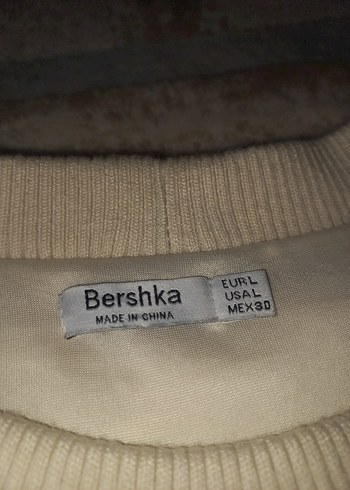 Bershka
MADE IN CHINA
EUR L
USA L
MEX 30